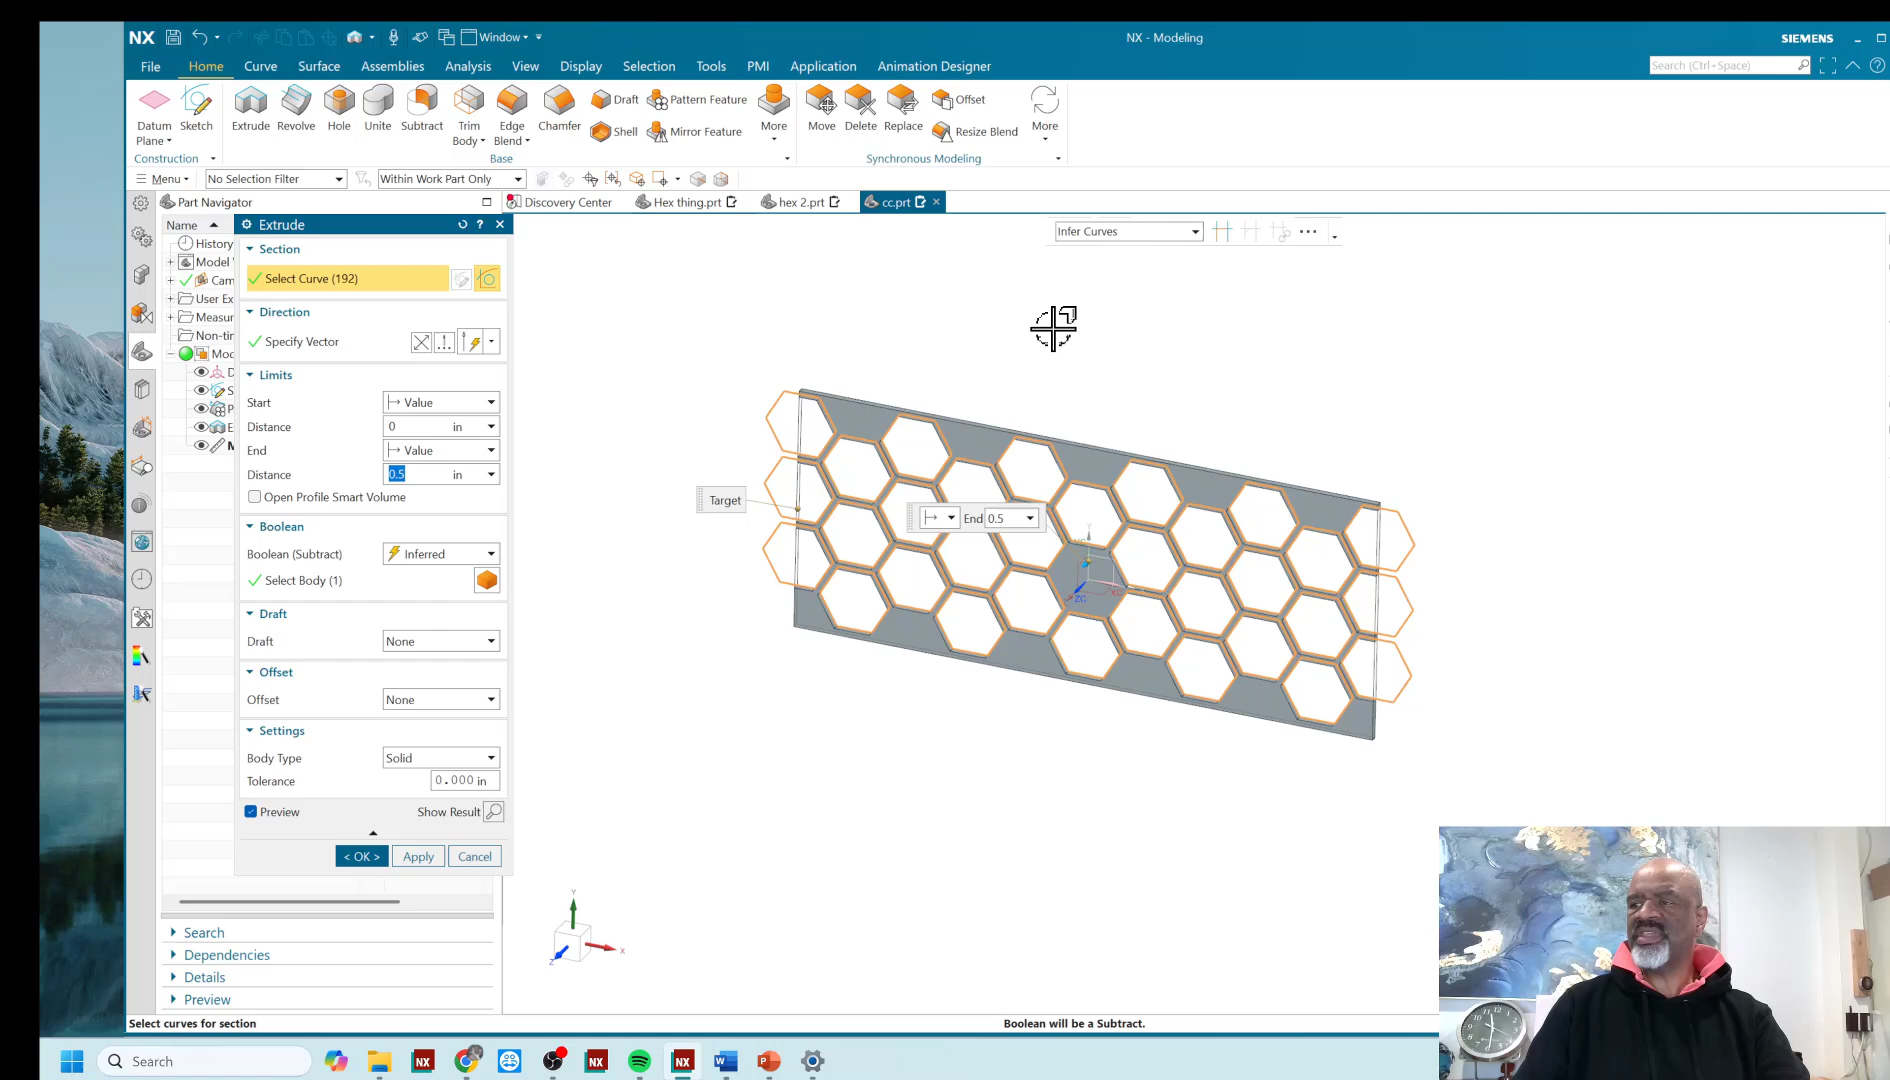 NX
Window
NX - Modeling
SIEMENS
File
Home
Curve
Surface
Assemblies
Analysis
View
Display
Selection
Tools
PMI
Application
Animation Designer
Search (Ctrl+Space)
Datum
Plane
Sketch
Extrude
Revolve
Hole
Unite
Subtract
Trim
Body
Edge
Blend
Chamfer
Draft
Shell
Pattern Feature
Mirror Feature
More
Move
Delete
Replace
Offset
Resize Blend
More
Construction
Base
Synchronous Modeling
Menu
No Selection Filter
Within Work Part Only
Part Navigator
Discovery Center
Hex thing.prt
hex 2.prt
cc.prt
Name
History
Model
Cam
User Ex
Measur
Non-tim
Mod
D
S
P
E
M
Extrude
Section
Select Curve (192)
Direction
Specify Vector
Limits
Start
Value
Distance
0
in
End
Value
Distance
0.5
in
Open Profile Smart Volume
Boolean
Boolean (Subtract)
Inferred
Select Body (1)
Draft
Draft
None
Offset
Offset
None
Settings
Body Type
Solid
Tolerance
0.000 in
Preview
Show Result
< OK >
Apply
Cancel
Infer Curves
Target
End 0.5
ZC
XC
Y
X
Z
Search
Dependencies
Details
Preview
Select curves for section
Boolean will be a Subtract.
Search
NX
NX
NX